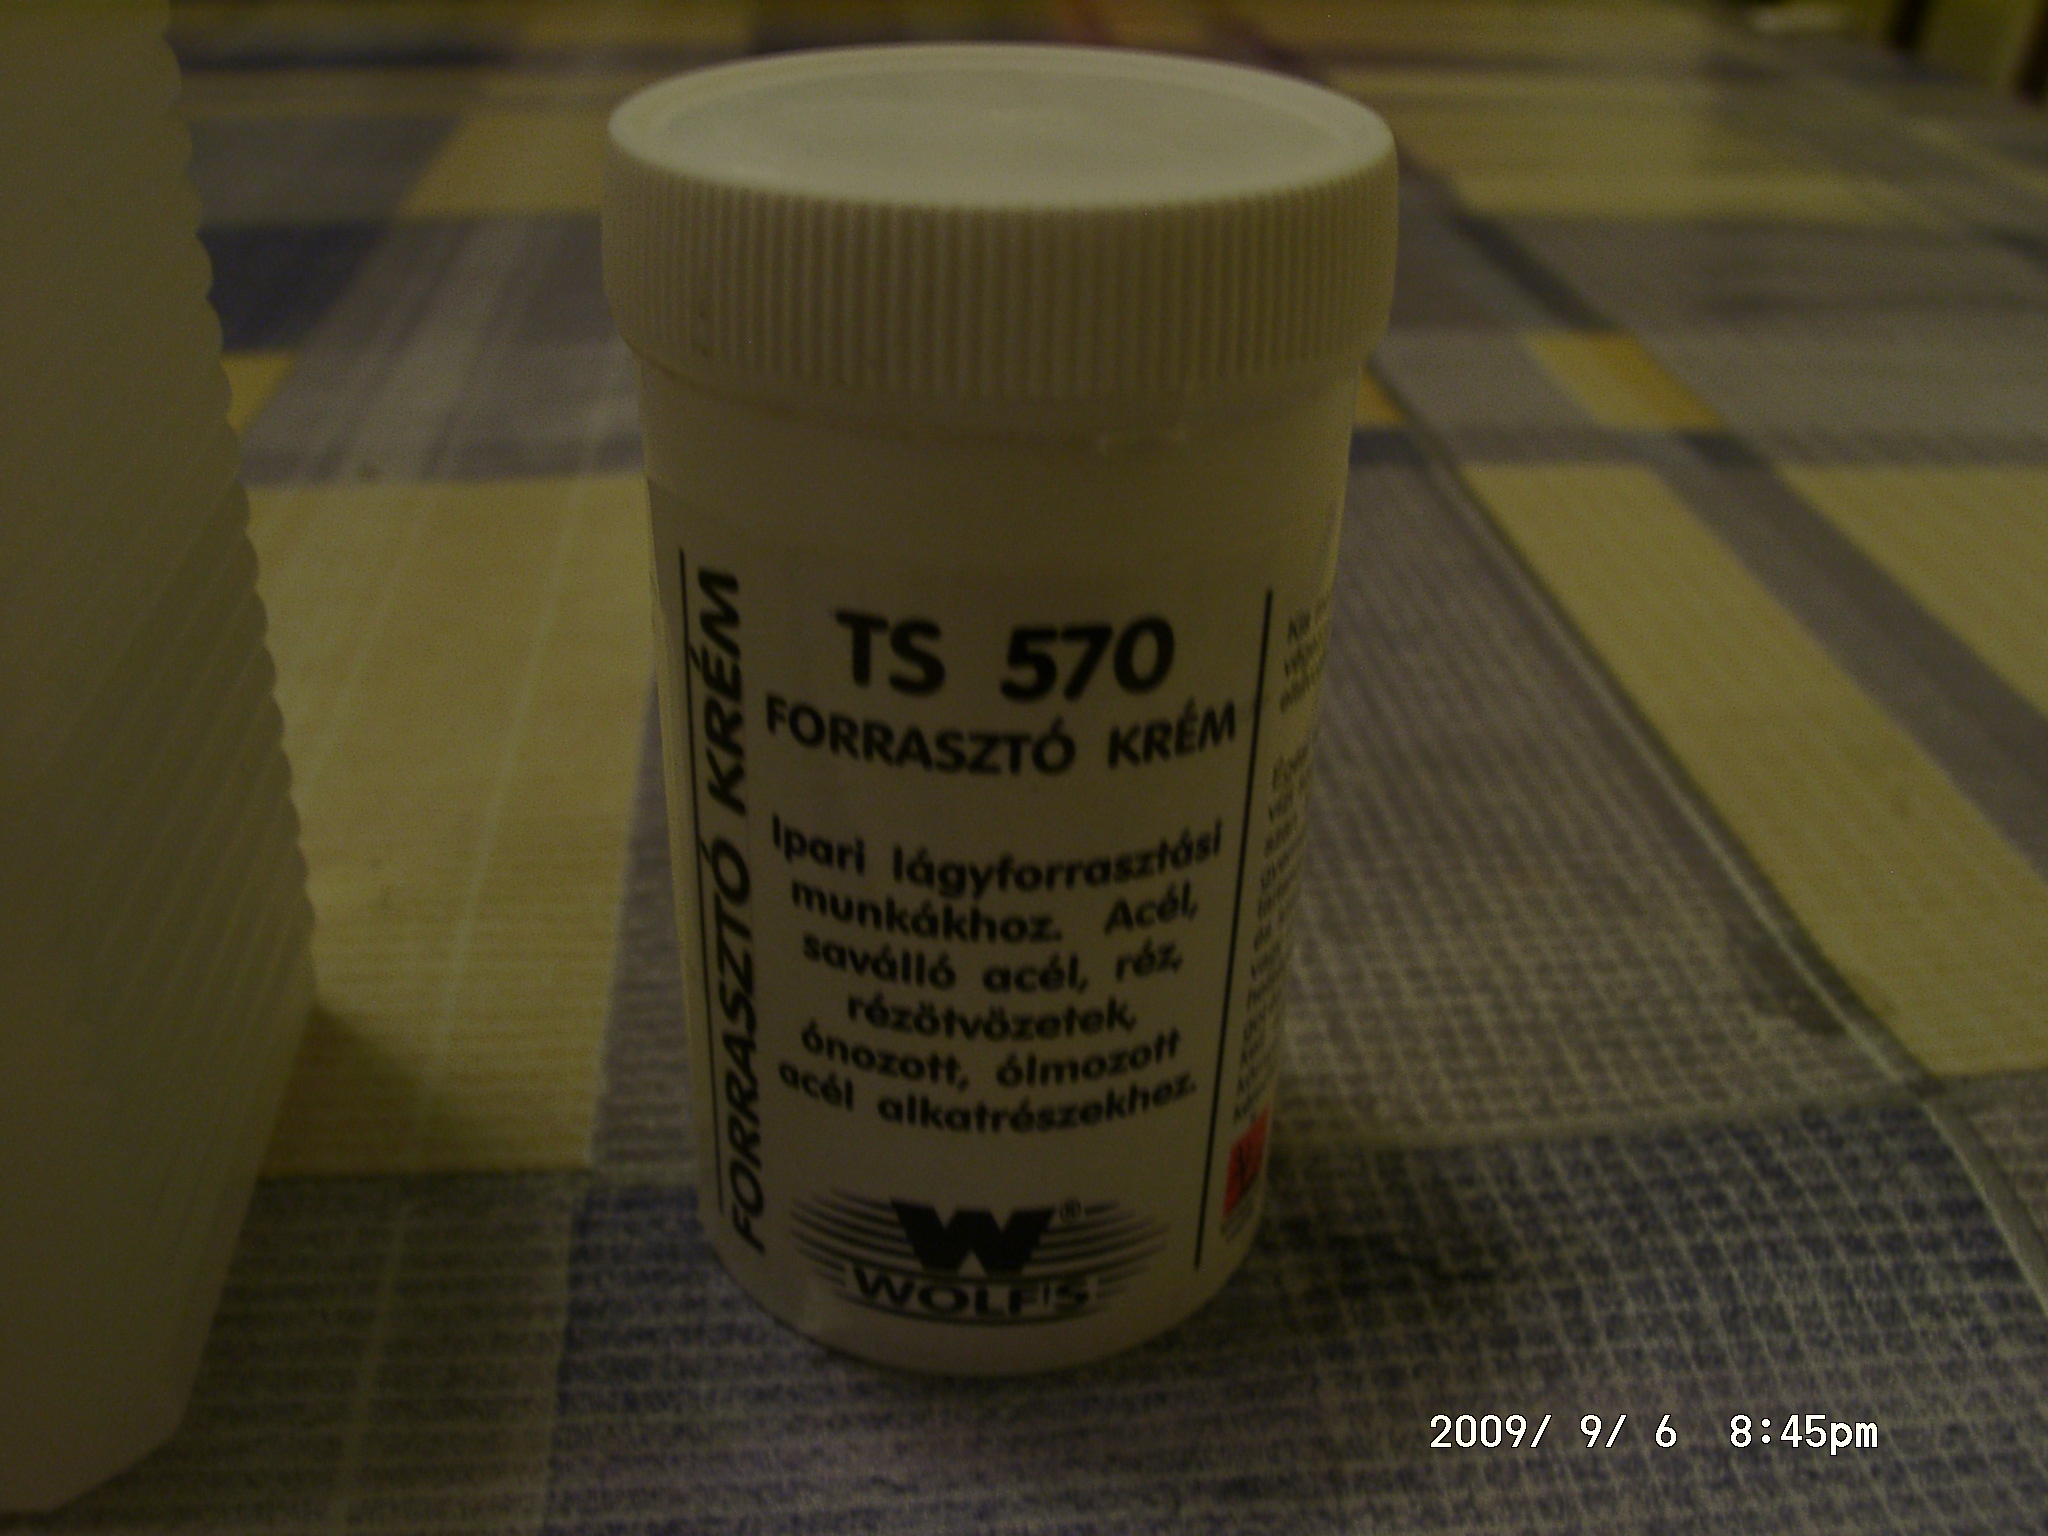 FORRASZTÓ KRÉM
TS 570
FORRASZTÓ KRÉM
Ipari lágyforrasztási
munkákhoz. Acél,
saválló acél, réz,
rézötvözetek,
ónozott, ólmozott
acél alkatrészekhez.
W®
WOLF'S
2009/ 9/ 6 8:45pm